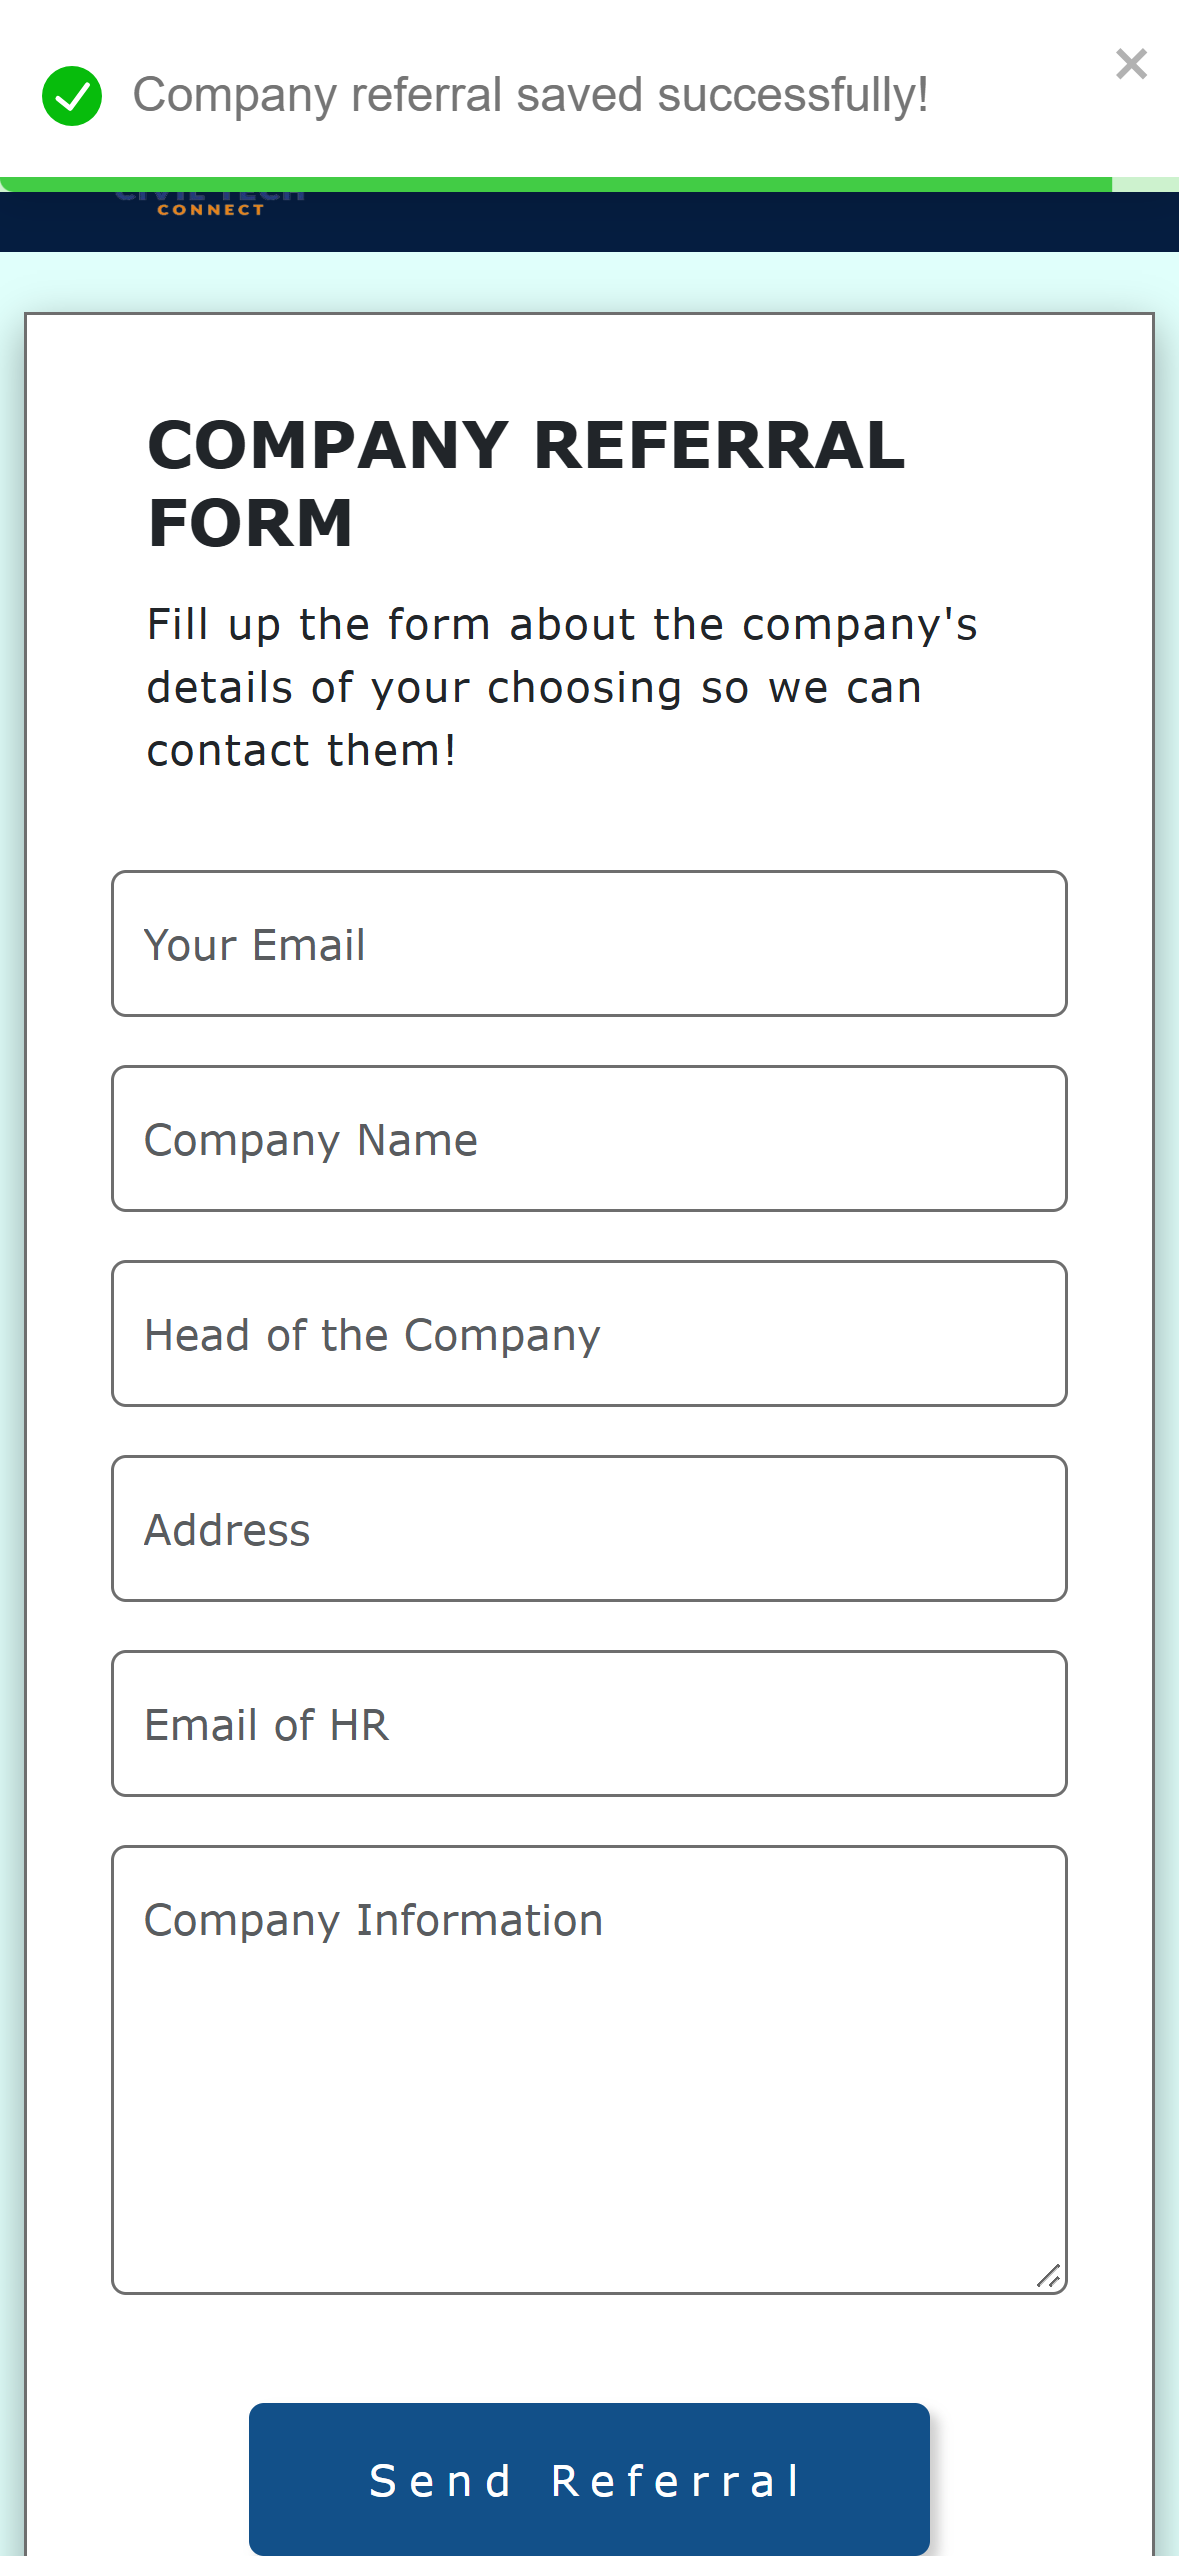 Company referral saved successfully!
CIVIL TECH
CONNECT
COMPANY REFERRAL
FORM
Fill up the form about the company's
details of your choosing so we can
contact them!
Your Email
Company Name
Head of the Company
Address
Email of HR
Company Information
Send Referral